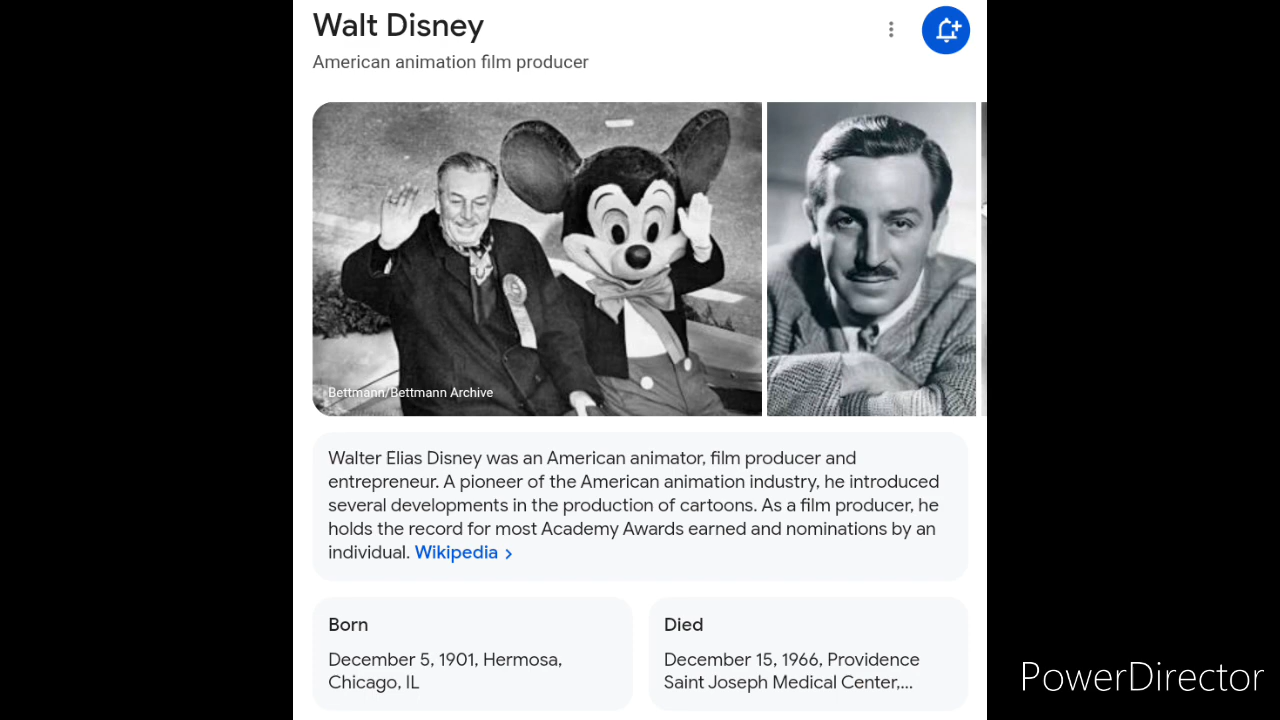 Walt Disney
American animation film producer
Bettmann/Bettmann Archive
Walter Elias Disney was an American animator, film producer and
entrepreneur. A pioneer of the American animation industry, he introduced
several developments in the production of cartoons. As a film producer, he
holds the record for most Academy Awards earned and nominations by an
individual. Wikipedia >
Born
December 5, 1901, Hermosa,
Chicago, IL
Died
December 15, 1966, Providence
Saint Joseph Medical Center,...
PowerDirector